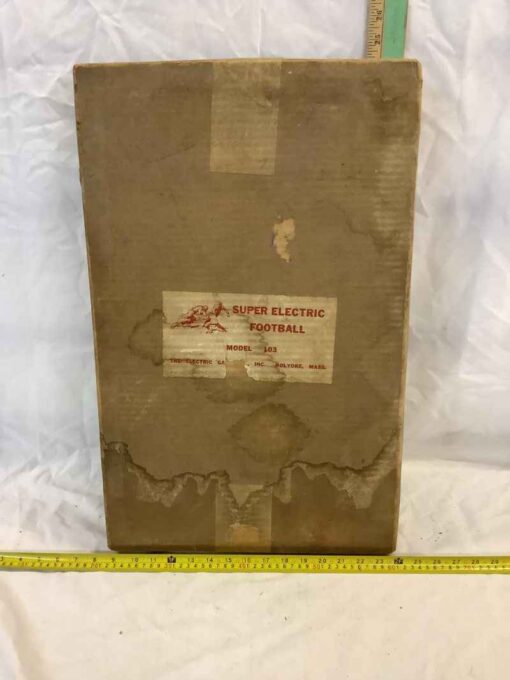 SUPER ELECTRIC
FOOTBALL
MODEL 103
THE ELECTRIC INC. HOLYOKE, MASS.